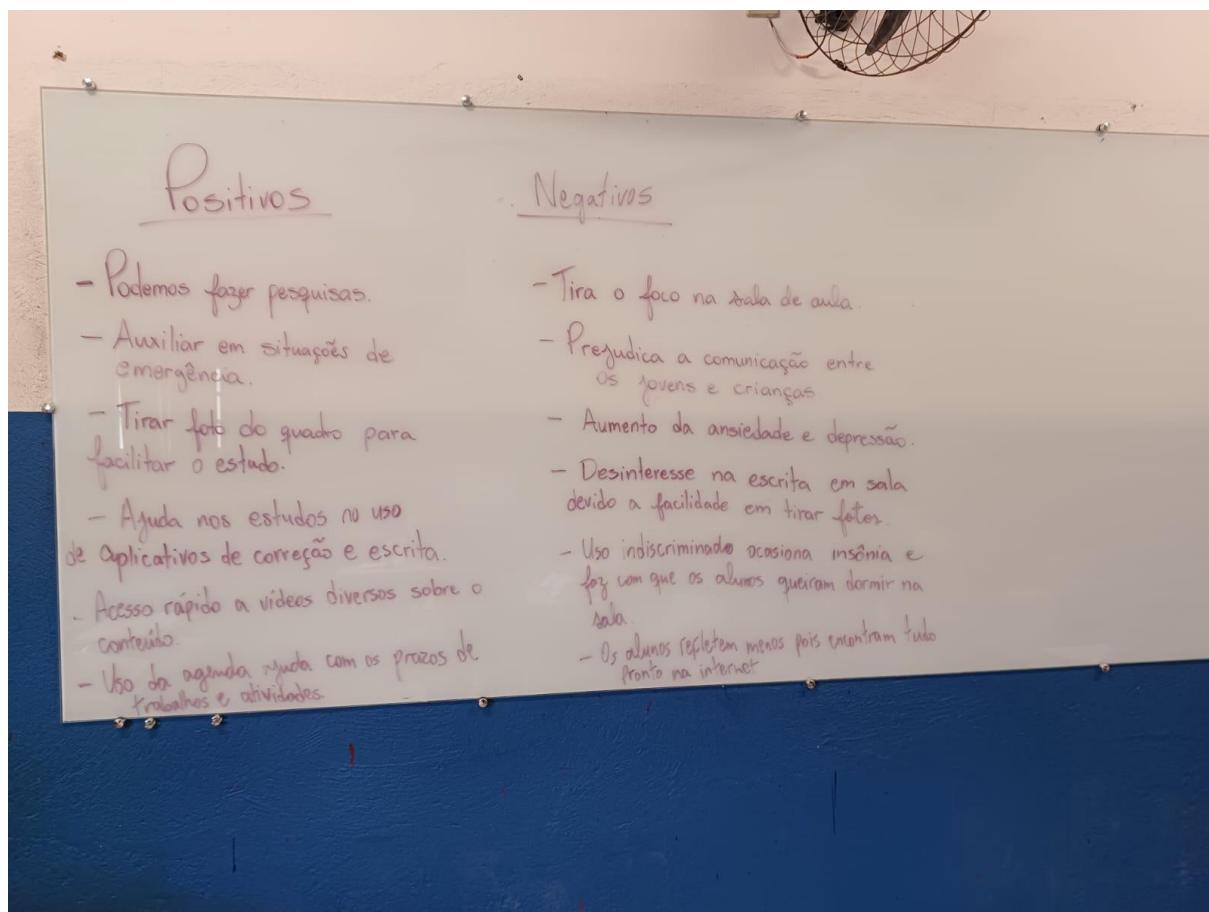 Positivos
- Podemos fazer pesquisas.
- Auxiliar em situações de
emergência.
- Tirar foto do quadro para
facilitar o estudo.
- Ajuda nos estudos no uso
de aplicativos de correção e escrita.
- Acesso rápido a vídeos diversos sobre o
conteúdo.
- Uso da agenda ajuda com os prazos de
trabalhos e atividades.
Negativos
- Tira o foco na sala de aula.
- Prejudica a comunicação entre
os jovens e crianças
- Aumento da ansiedade e depressão.
- Desinteresse na escrita em sala
devido a facilidade em tirar fotos.
- Uso indiscriminado ocasiona insônia e
faz com que os alunos queiram dormir na
sala.
- Os alunos refletem menos pois encontram tudo
pronto na internet